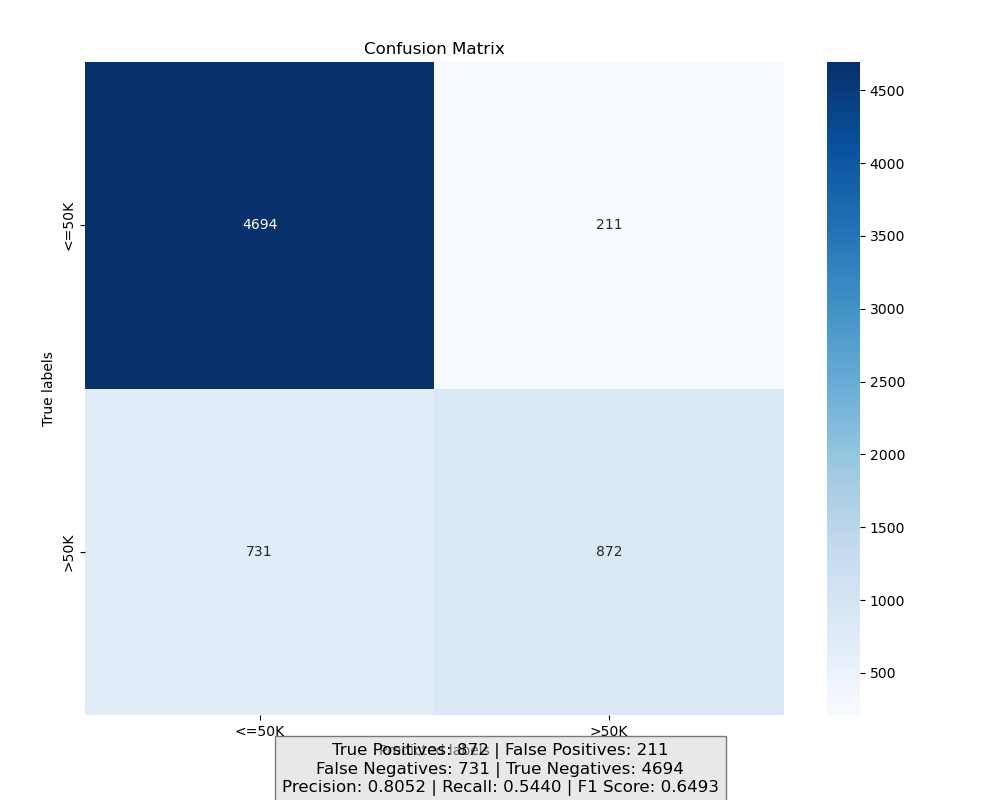 Confusion Matrix
4500
4000
3500
3000
2500
2000
1500
1000
500
True labels
<=50K
4694
211
>50K
731
872
<=50K
>50K
Predicted labels
True Positives: 872 | False Positives: 211
False Negatives: 731 | True Negatives: 4694
Precision: 0.8052 | Recall: 0.5440 | F1 Score: 0.6493